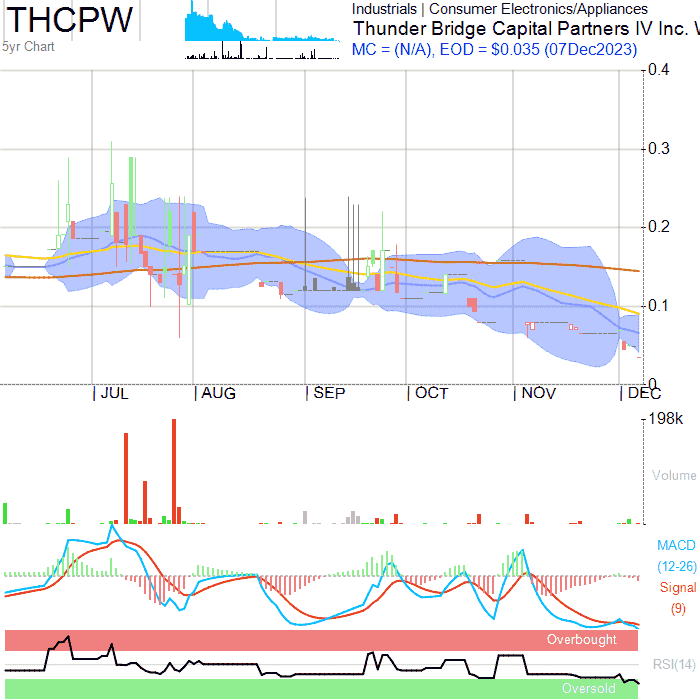 THCPW
5yr Chart
Industrials | Consumer Electronics/Appliances
Thunder Bridge Capital Partners IV Inc. W
MC = (N/A), EOD = $0.035 (07Dec2023)
0.4
0.3
0.2
0.1
0
JUL AUG SEP OCT NOV DEC
198k
Volume
MACD
(12-26)
Signal
(9)
Overbought
RSI(14)
Oversold